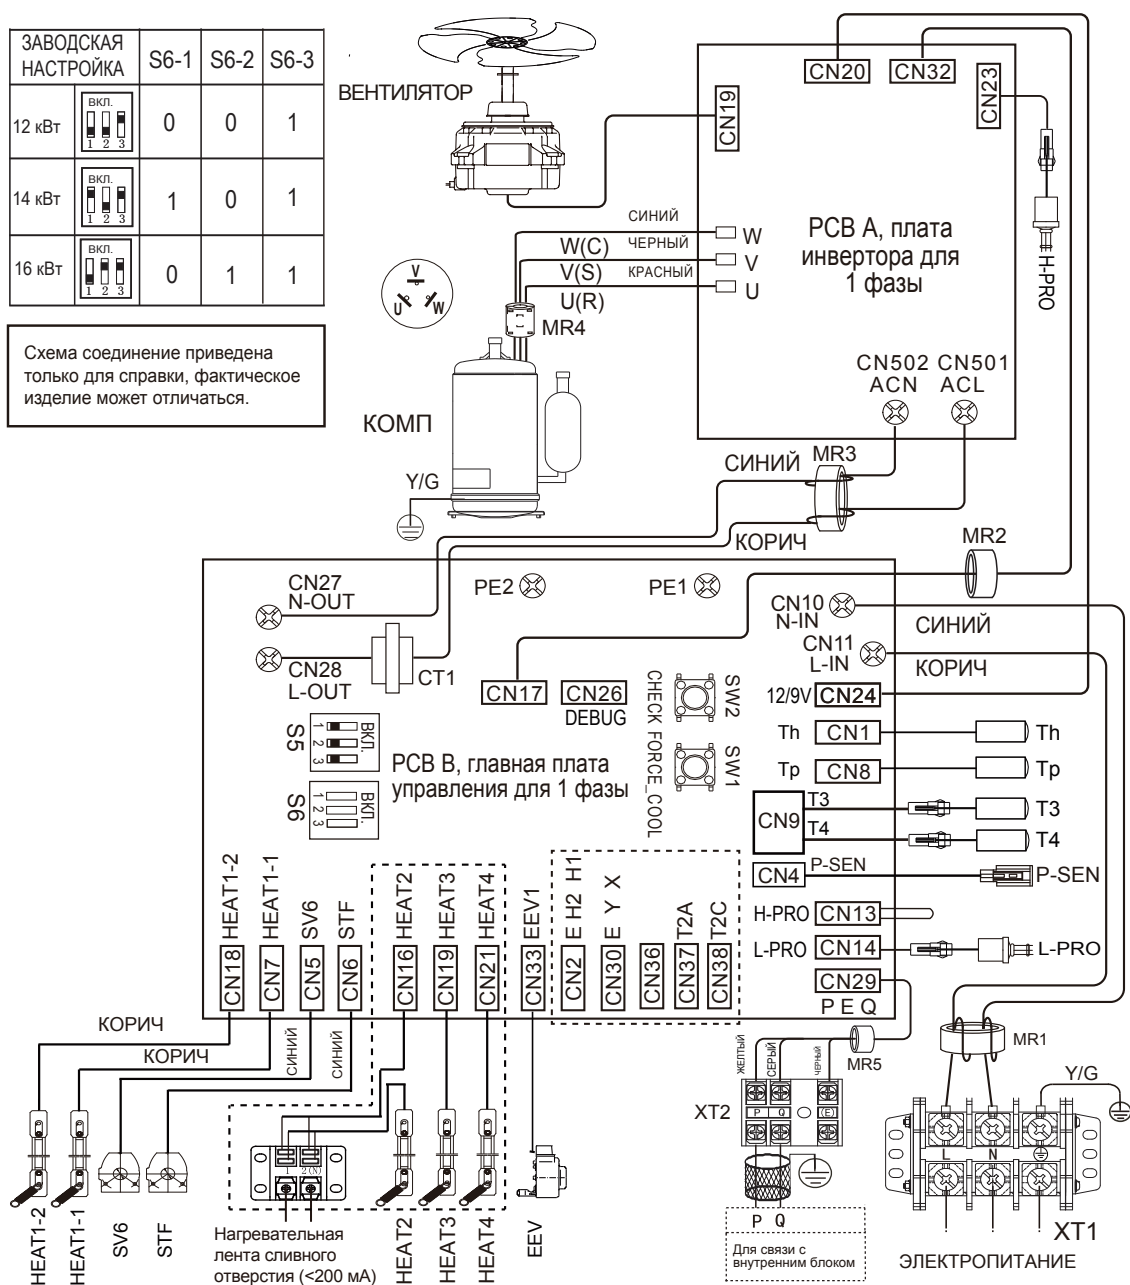 ЗАВОДСКАЯ
НАСТРОЙКА
S6-1
S6-2
S6-3
12 кВт
ВКЛ.
1 2 3
0
0
1
14 кВт
ВКЛ.
1 2 3
1
0
1
16 кВт
ВКЛ.
1 2 3
0
1
1
Схема соединение приведена
только для справки, фактическое
изделие может отличаться.
ВЕНТИЛЯТОР
CN20
CN32
CN19
CN23
H-PRO
СИНИЙ
W(C)
ЧЕРНЫЙ
V(S)
КРАСНЫЙ
U(R)
W
V
U
PCB A, плата
инвертора для
1 фазы
V
U
W
MR4
КОМП
Y/G
CN502
ACN
CN501
ACL
СИНИЙ
MR3
КОРИЧ
MR2
CN27
N-OUT
PE2
PE1
CN10
N-IN
СИНИЙ
CN28
L-OUT
CT1
CN11
L-IN
КОРИЧ
CN17
CN26
DEBUG
CHECK
SW2
FORCE_COOL
SW1
12/9V
CN24
S5
ВКЛ.
1 2 3
S6
ВКЛ.
1 2 3
PCB B, главная плата
управления для 1 фазы
Th
CN1
Th
Tp
CN8
Tp
CN9
T3
T3
T4
T4
CN4
P-SEN
P-SEN
H-PRO
CN13
L-PRO
CN14
L-PRO
CN29
P E Q
HEAT1-2
CN18
HEAT1-1
CN7
SV6
CN5
STF
CN6
HEAT2
CN16
HEAT3
CN19
HEAT4
CN21
EEV1
CN33
E H2 H1
CN2
E Y X
CN30
CN36
T2A
CN37
T2C
CN38
КОРИЧ
КОРИЧ
СИНИЙ
СИНИЙ
ЖЕЛТЫЙ
СЕРЫЙ
ЧЕРНЫЙ
MR5
MR1
Y/G
XT2
P
Q
(E)
P Q
Для связи с
внутренним блоком
L
N
XT1
ЭЛЕКТРОПИТАНИЕ
1
2(N)
HEAT1-2
HEAT1-1
SV6
STF
Нагревательная
лента сливного
отверстия (<200 мА)
HEAT2
HEAT3
HEAT4
EEV